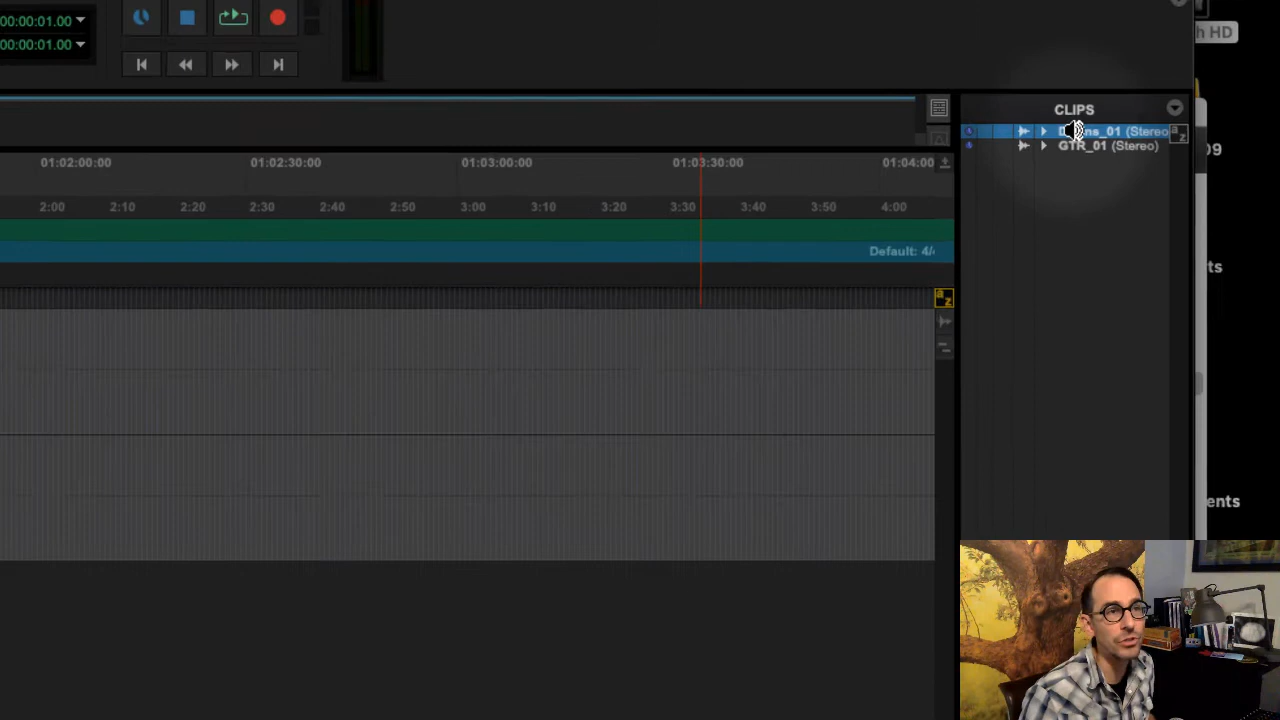 00:00:01.00
00:00:01.00
h HD
CLIPS
(Stereo
a z
GTR_01 (Stereo)
09
01:02:00:00 01:02:30:00 01:03:00:00 01:03:30:00 01:04:00:00
2:00 2:10 2:20 2:30 2:40 2:50 3:00 3:10 3:20 3:30 3:40 3:50 4:00
Default: 4/
ts
a z
ents